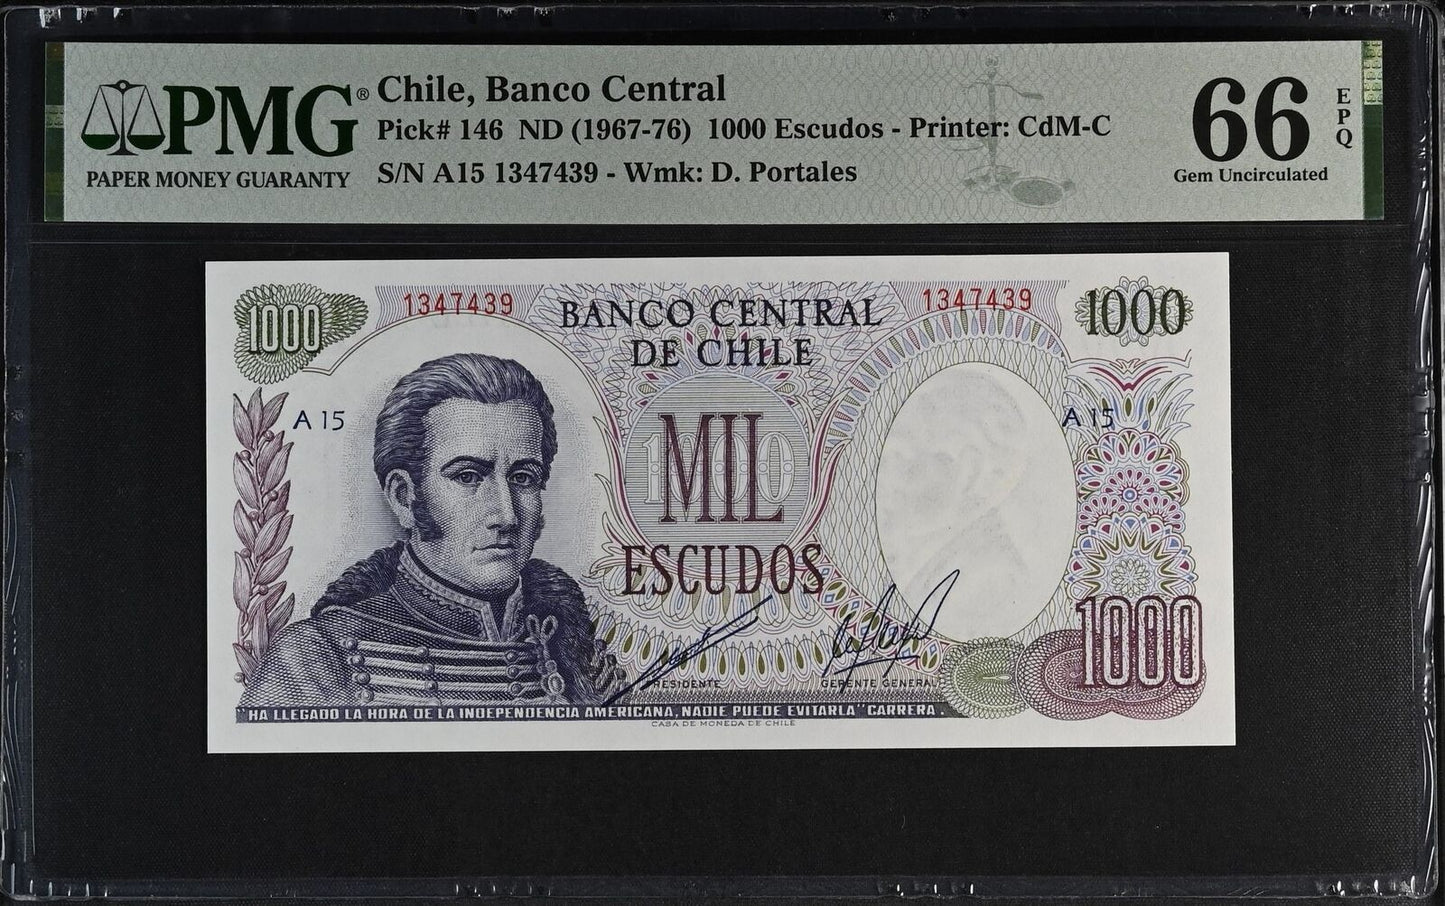 PMG®
PAPER MONEY GUARANTY
Chile, Banco Central
Pick# 146 ND (1967-76) 1000 Escudos - Printer: CdM-C
S/N A15 1347439 - Wmk: D. Portales
66
EPQ
Gem Uncirculated
1000
1347439
BANCO CENTRAL
DE CHILE
1347439
1000
A 15
A 15
1000
MIL
ESCUDOS
PRESIDENTE
GERENTE GENERAL
1000
"HA LLEGADO LA HORA DE LA INDEPENDENCIA AMERICANA, NADIE PUEDE EVITARLA" CARRERA.
CASA DE MONEDA DE CHILE